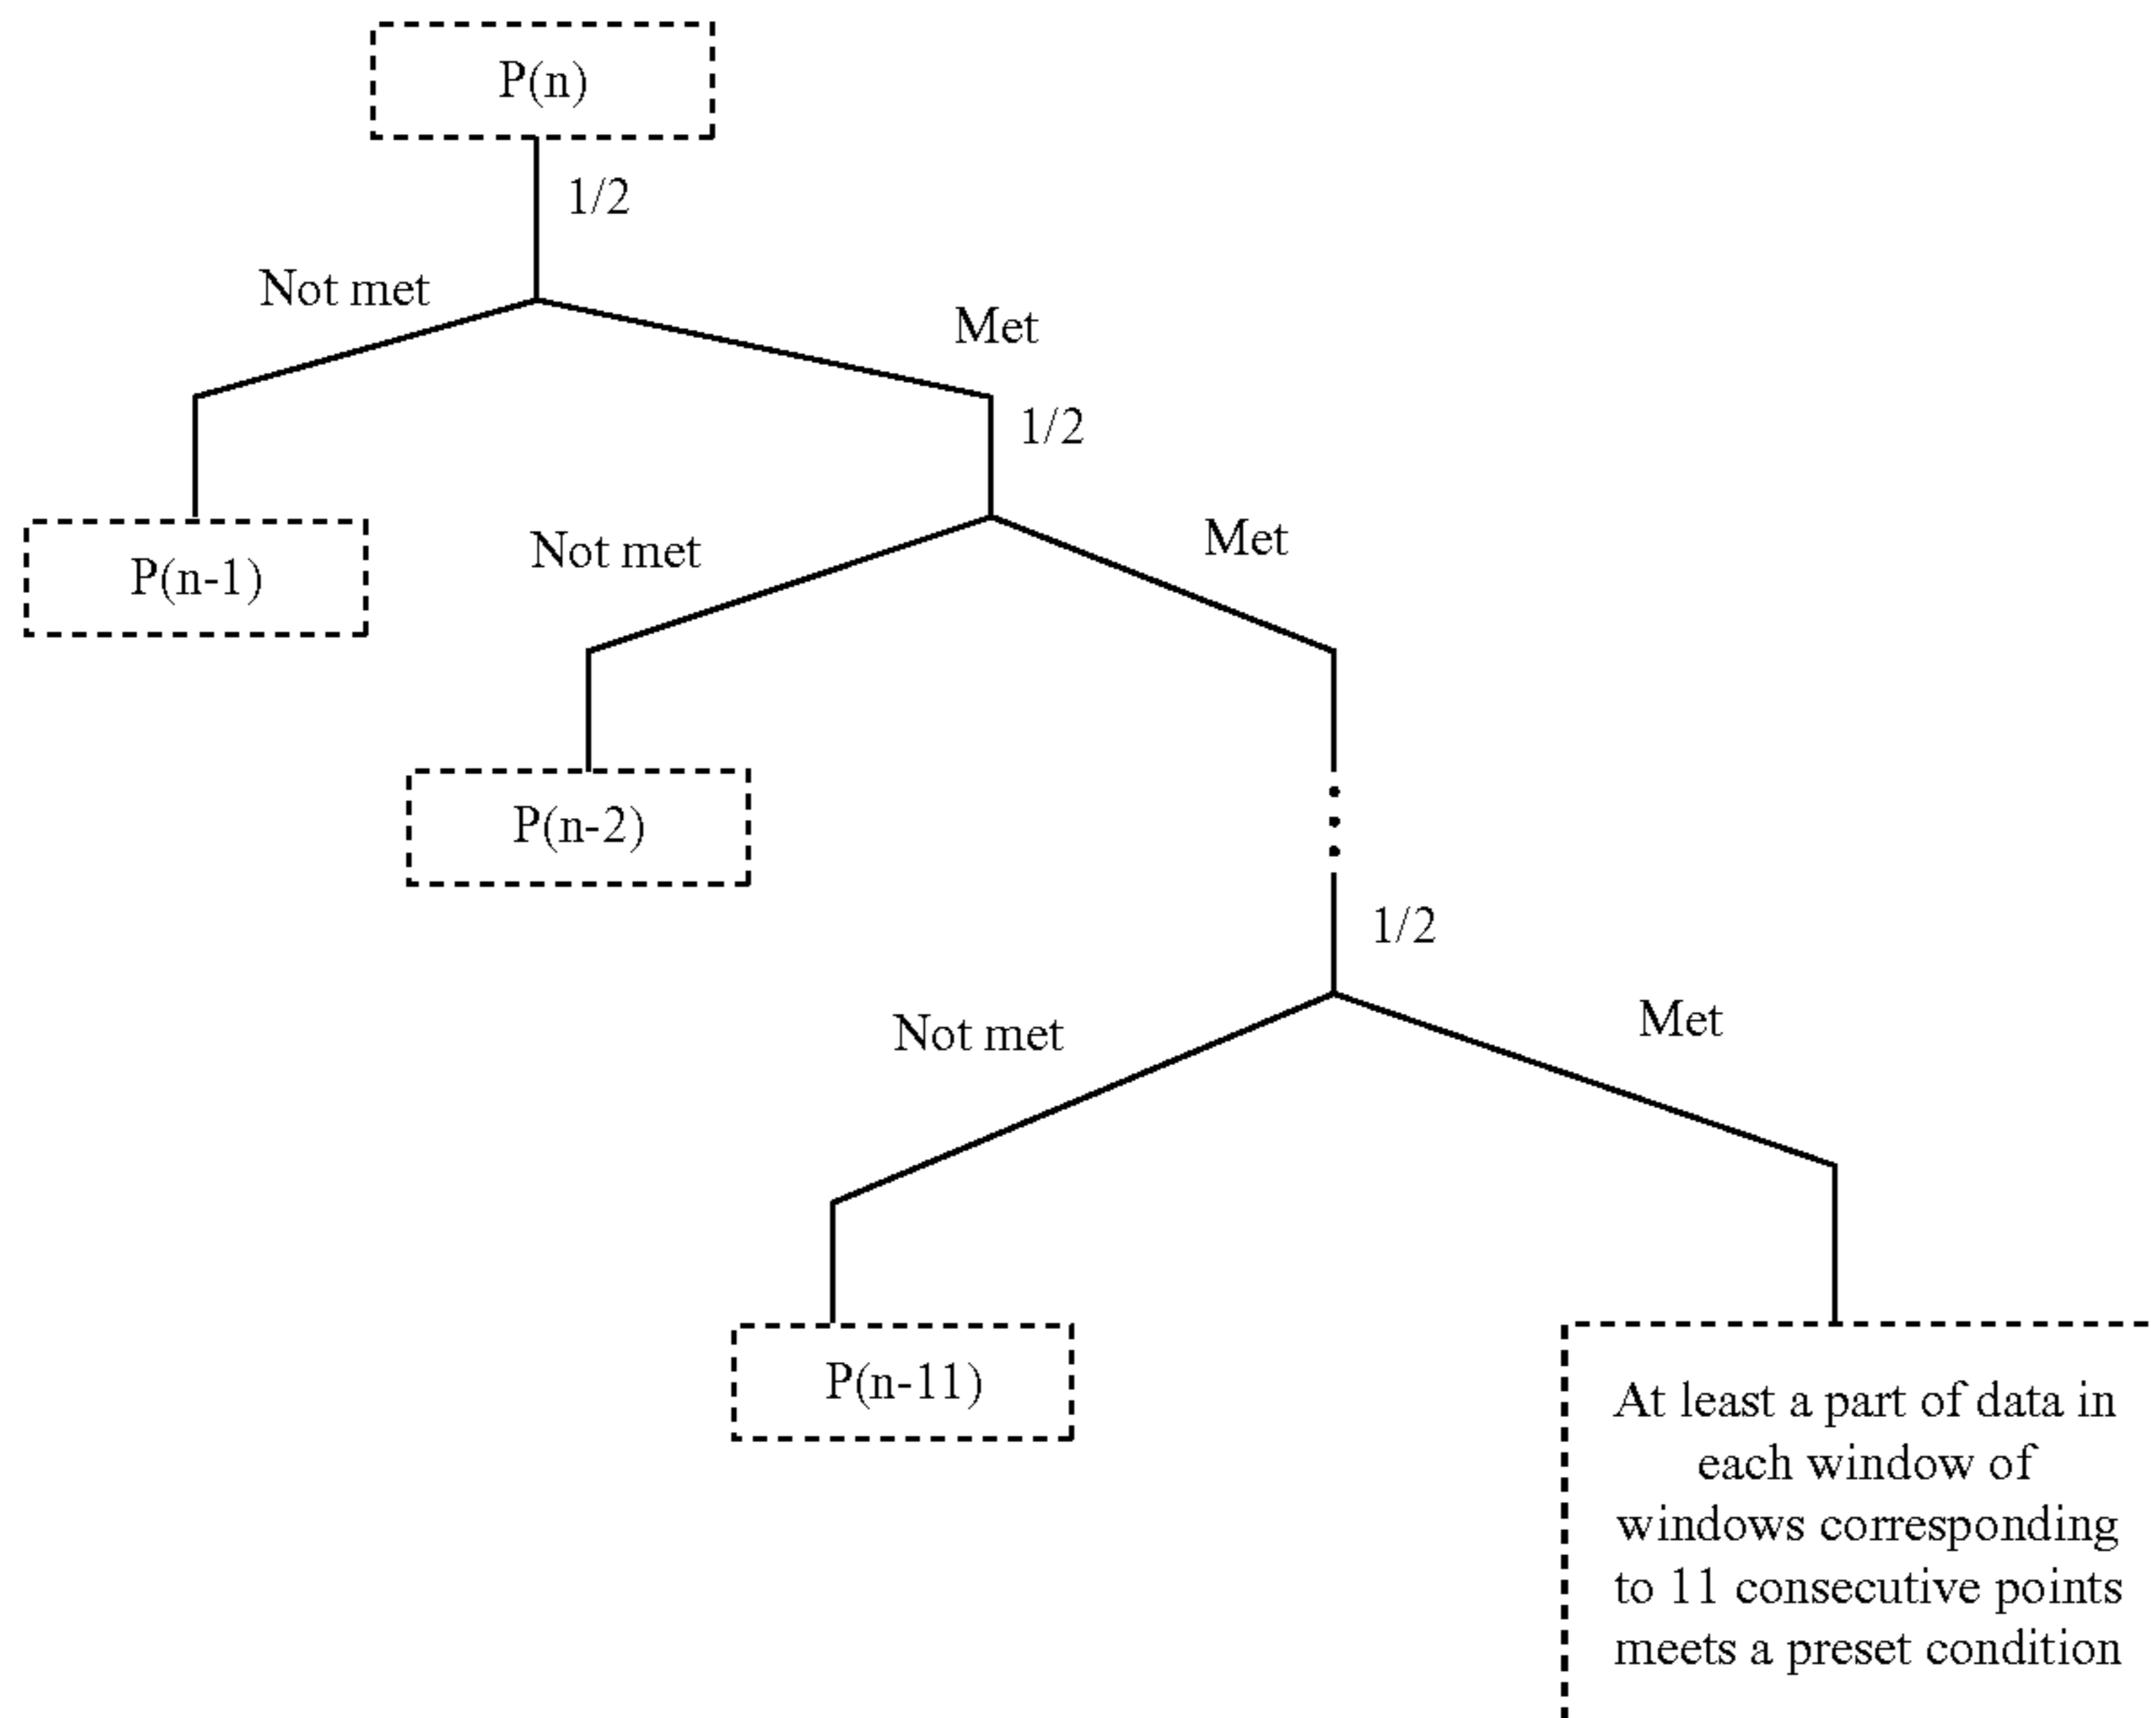 P(n)
1/2
Not met
Met
1/2
P(n-1)
Not met
Met
P(n-2)
1/2
Not met
Met
P(n-11)
At least a part of data in
each window of
windows corresponding
to 11 consecutive points
meets a preset condition